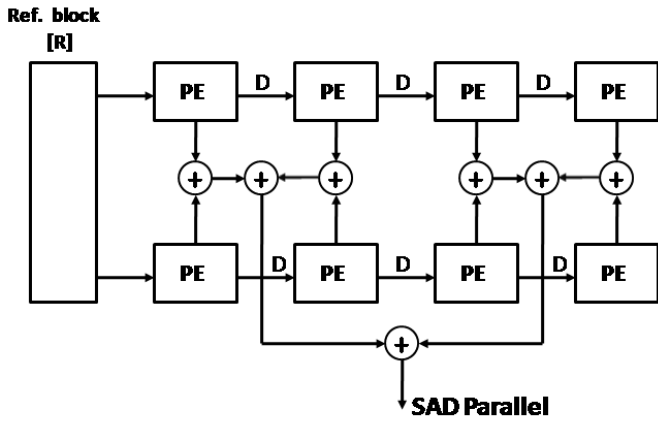 Ref. block
[R]
PE D PE D PE D PE
+ + + + + +
PE D PE D PE D PE
+
SAD Parallel